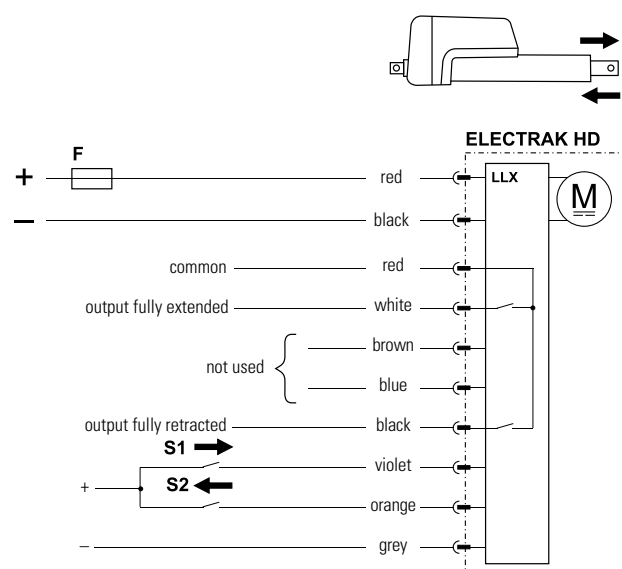 ELECTRAK HD
F
+ red LLX M
– black
common red
output fully extended white
brown
not used
blue
output fully retracted black
S1
violet
+ S2
orange
– grey